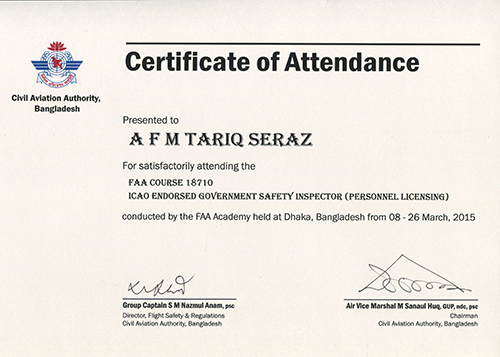 Certificate of Attendance
Civil Aviation Authority,
Bangladesh
Presented to
A F M TARIQ SERAZ
For satisfactorily attending the
FAA COURSE 18710
ICAO ENDORSED GOVERNMENT SAFETY INSPECTOR (PERSONNEL LICENSING)
conducted by the FAA Academy held at Dhaka, Bangladesh from 08 - 26 March, 2015
Group Captain S M Nazmul Anam, psc
Director, Flight Safety & Regulations
Civil Aviation Authority, Bangladesh
Air Vice Marshal M Sanaul Huq, GUP, ndc, psc
Chairman
Civil Aviation Authority, Bangladesh